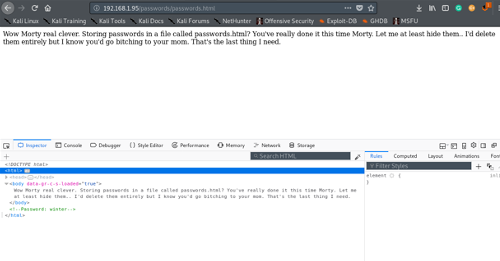 192.168.1.95/passwords/passwords.html
Kali Linux Kali Training Kali Tools Kali Docs Kali Forums NetHunter Offensive Security Exploit-DB GHDB MSFU
Wow Morty real clever. Storing passwords in a file called passwords.html? You've really done it this time Morty. Let me at least hide them.. I'd delete
them entirely but I know you'd go bitching to your mom. That's the last thing I need.
Inspector Console Debugger Style Editor Performance Memory Network Storage
+ Search HTML Rules Computed Layout Animations Fon
<!DOCTYPE html> Filter Styles
<html>
<head></head> element { inli
<body data-gr-c-s-loaded="true"> }
Wow Morty real clever. Storing passwords in a file called passwords.html? You've really done it this time Morty. Let me
at least hide them.. I'd delete them entirely but I know you'd go bitching to your mom. That's the last thing I need.
</body>
<!--Password: winter-->
</html>